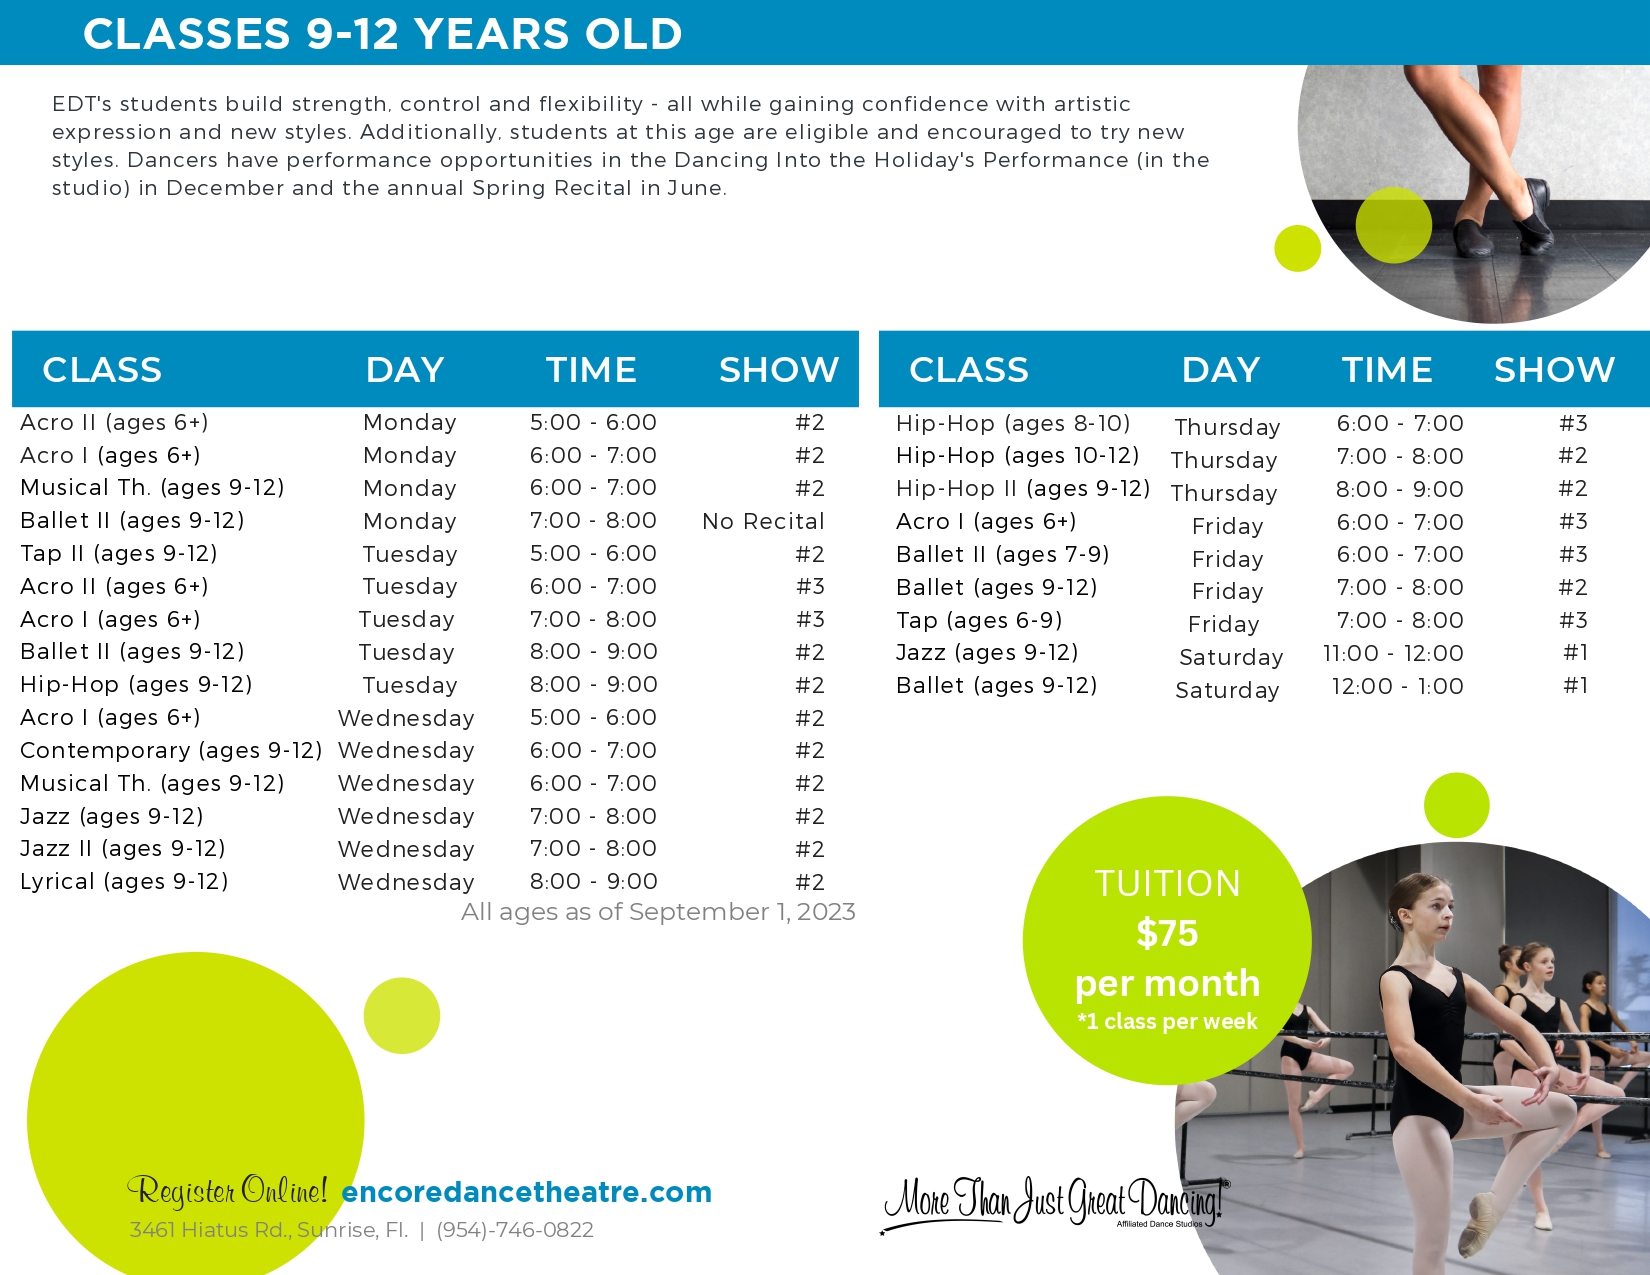 CLASSES 9-12 YEARS OLD
EDT's students build strength, control and flexibility - all while gaining confidence with artistic
expression and new styles. Additionally, students at this age are eligible and encouraged to try new
styles. Dancers have performance opportunities in the Dancing Into the Holiday's Performance (in the
studio) in December and the annual Spring Recital in June.
CLASS DAY TIME SHOW
Acro II (ages 6+) Monday 5:00 - 6:00 #2
Acro I (ages 6+) Monday 6:00 - 7:00 #2
Musical Th. (ages 9-12) Monday 6:00 - 7:00 #2
Ballet II (ages 9-12) Monday 7:00 - 8:00 No Recital
Tap II (ages 9-12) Tuesday 5:00 - 6:00 #2
Acro II (ages 6+) Tuesday 6:00 - 7:00 #3
Acro I (ages 6+) Tuesday 7:00 - 8:00 #3
Ballet II (ages 9-12) Tuesday 8:00 - 9:00 #2
Hip-Hop (ages 9-12) Tuesday 8:00 - 9:00 #2
Acro I (ages 6+) Wednesday 5:00 - 6:00 #2
Contemporary (ages 9-12) Wednesday 6:00 - 7:00 #2
Musical Th. (ages 9-12) Wednesday 6:00 - 7:00 #2
Jazz (ages 9-12) Wednesday 7:00 - 8:00 #2
Jazz II (ages 9-12) Wednesday 7:00 - 8:00 #2
Lyrical (ages 9-12) Wednesday 8:00 - 9:00 #2
All ages as of September 1, 2023
CLASS DAY TIME SHOW
Hip-Hop (ages 8-10) Thursday 6:00 - 7:00 #3
Hip-Hop (ages 10-12) Thursday 7:00 - 8:00 #2
Hip-Hop II (ages 9-12) Thursday 8:00 - 9:00 #2
Acro I (ages 6+) Friday 6:00 - 7:00 #3
Ballet II (ages 7-9) Friday 6:00 - 7:00 #3
Ballet (ages 9-12) Friday 7:00 - 8:00 #2
Tap (ages 6-9) Friday 7:00 - 8:00 #3
Jazz (ages 9-12) Saturday 11:00 - 12:00 #1
Ballet (ages 9-12) Saturday 12:00 - 1:00 #1
TUITION
$75
per month
*1 class per week
Register Online! encoredancetheatre.com
3461 Hiatus Rd., Sunrise, Fl. | (954)-746-0822
More Than Just Great Dancing!®
Affiliated Dance Studios